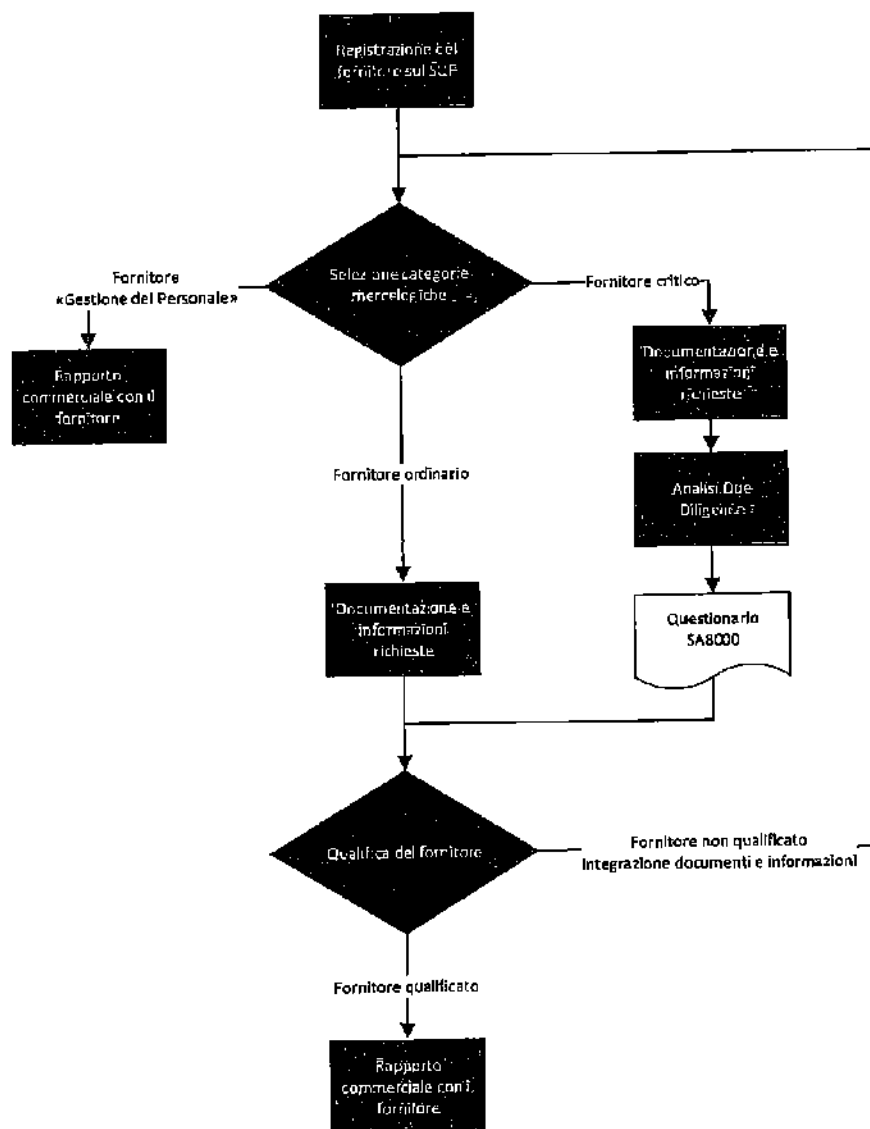 Registrazione del
fornitore sul
Selezione categorie
merceologiche
Fornitore
«Gestione del Personale»
Fornitore critico
Rapporto
commerciale con il
fornitore
Documentazione e
informazioni
richieste
Fornitore ordinario
Analisi Due
Diligence
Documentazione e
informazioni
richieste
Questionario
SA8000
Qualifica del fornitore
Fornitore non qualificato
Integrazione documenti e informazioni
Fornitore qualificato
Rapporto
commerciale con il
fornitore